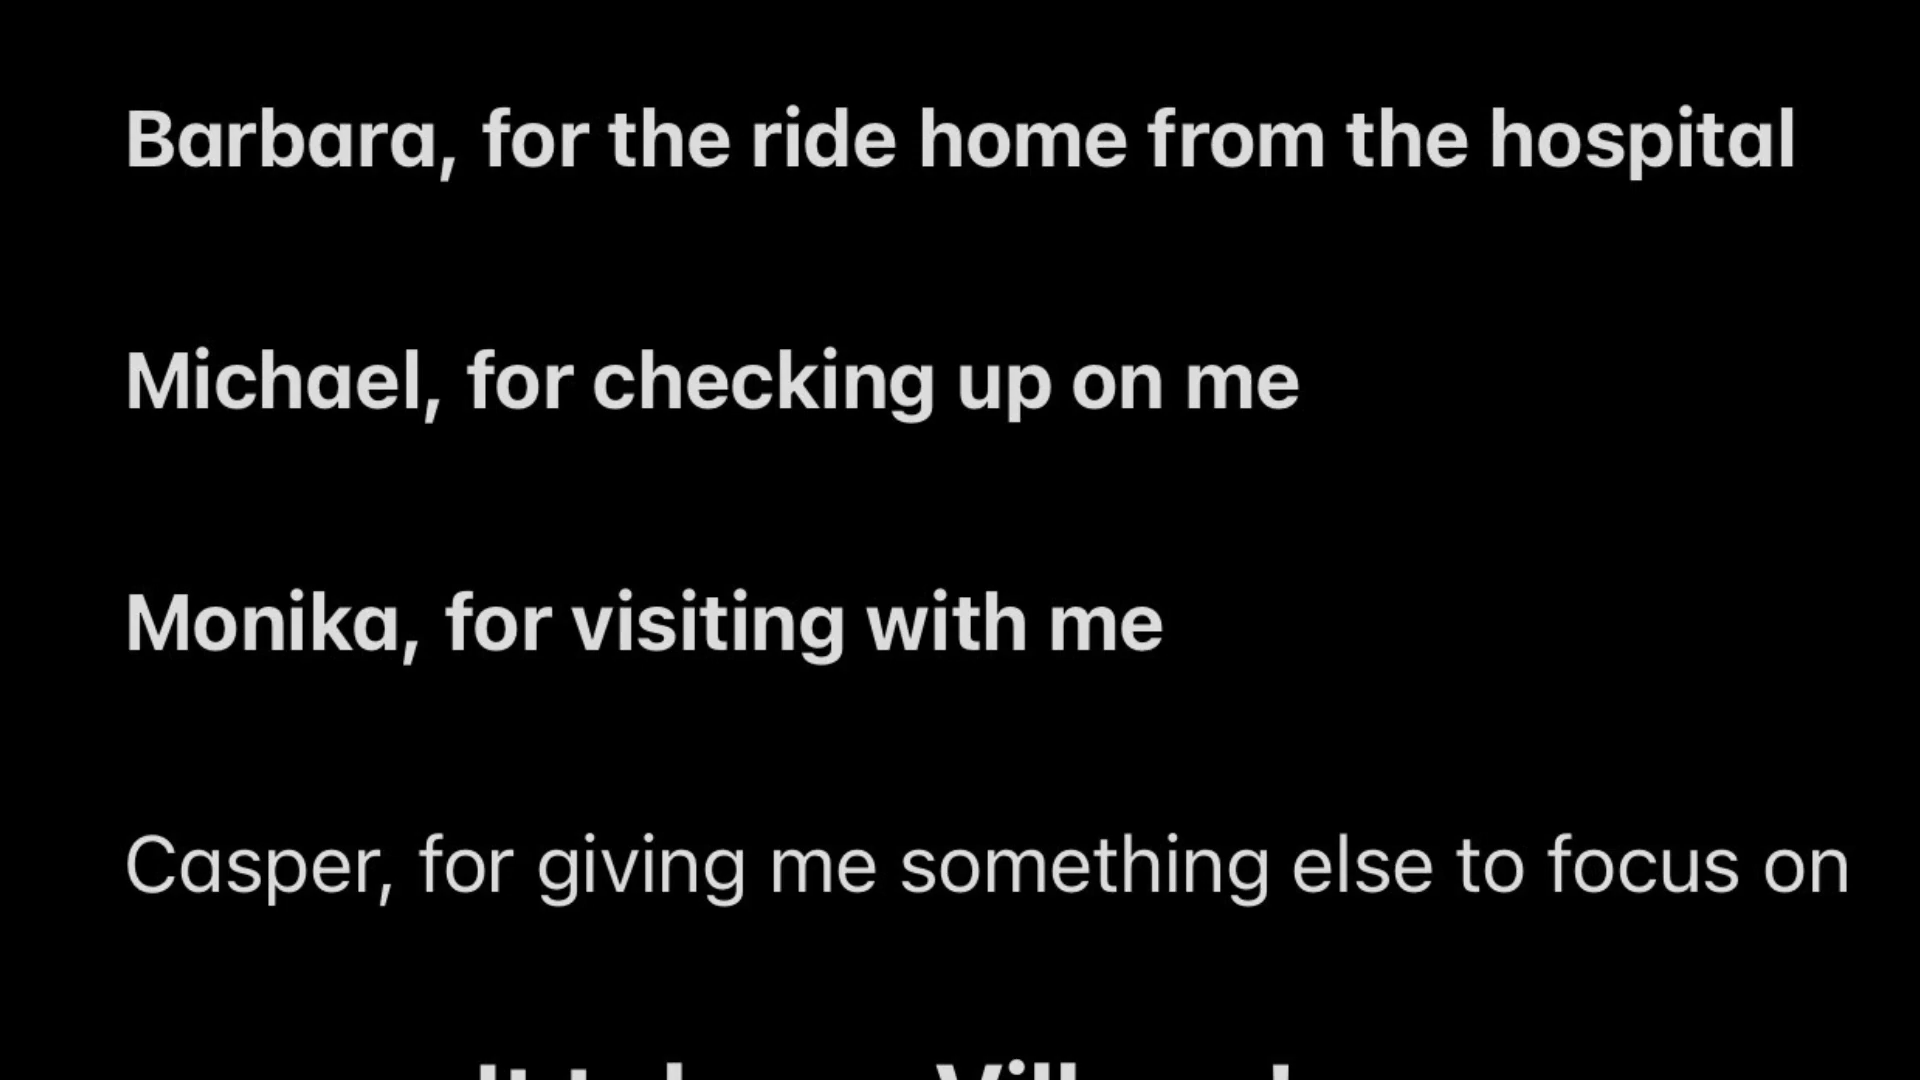 Barbara, for the ride home from the hospital
Michael, for checking up on me
Monika, for visiting with me
Casper, for giving me something else to focus on